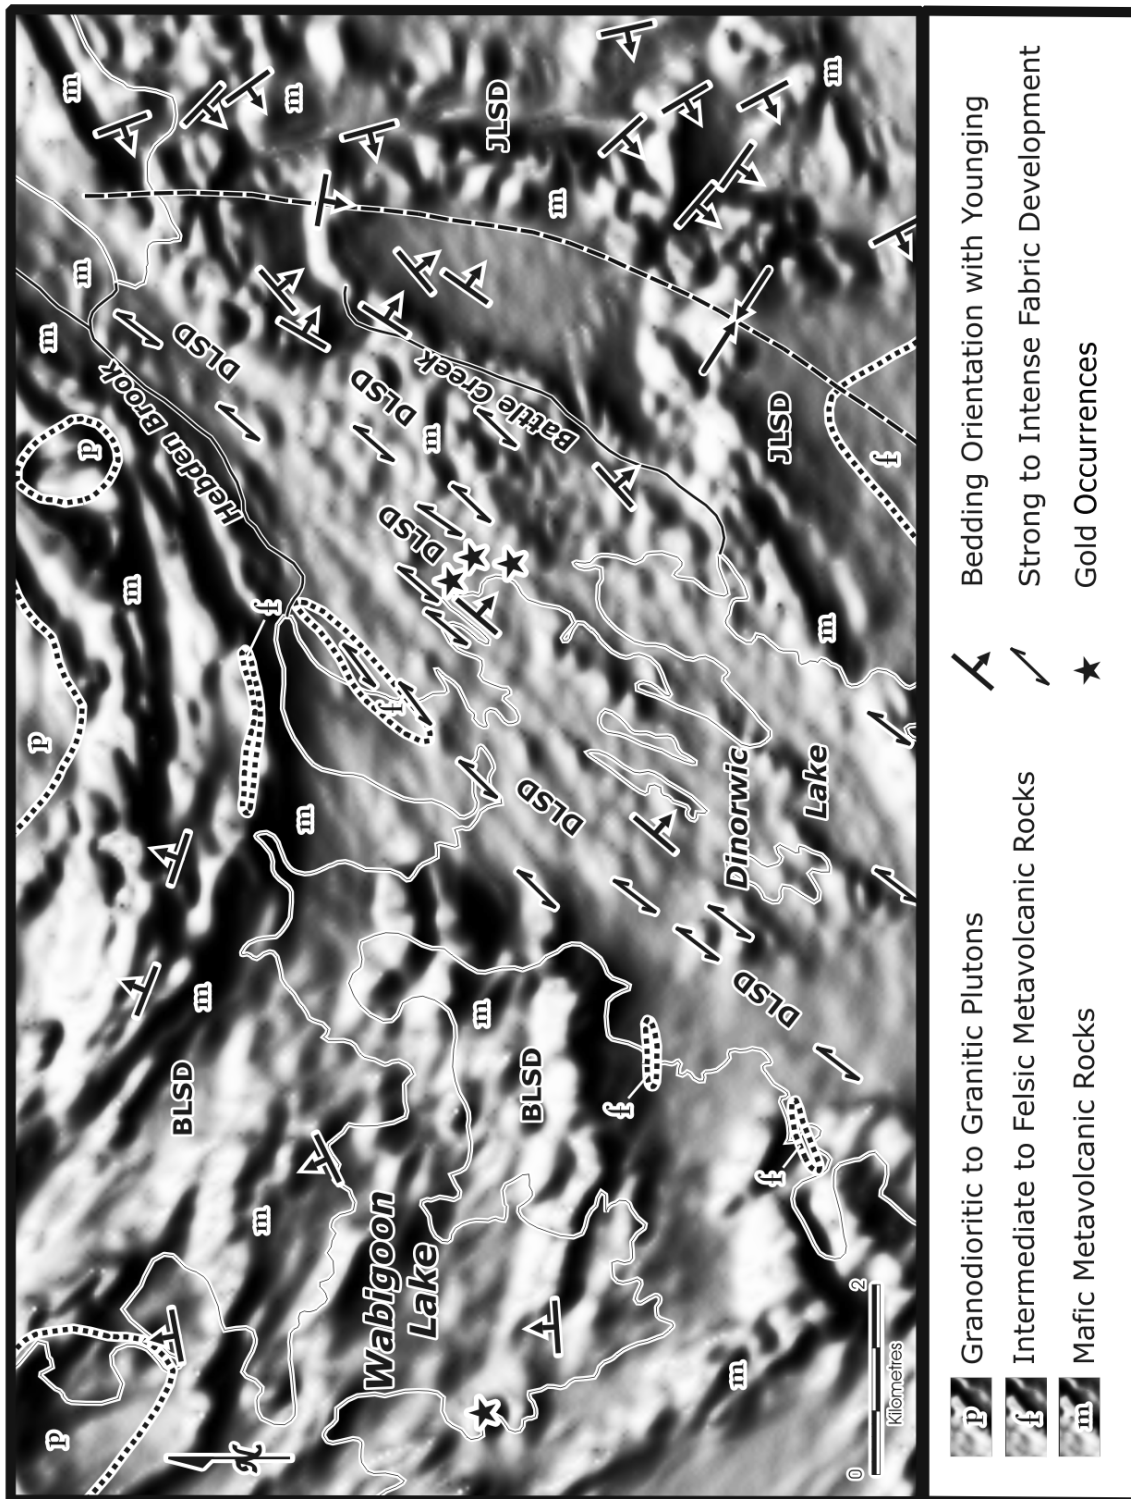 p
p
m
m
p
m
Hebden Brook
m
BLSD
DLSD
m
N
m
f
m
m
Wabigoon
Lake
DLSD
f
DLSD
m
m
JLSD
Battle Creek
BLSD
DLSD
m
f
Dinorwic
Lake
m
DLSD
f
JLSD
m
m
f
0 2
Kilometres
p Granodioritic to Granitic Plutons
f Intermediate to Felsic Metavolcanic Rocks
m Mafic Metavolcanic Rocks
Bedding Orientation with Younging
Strong to Intense Fabric Development
Gold Occurrences